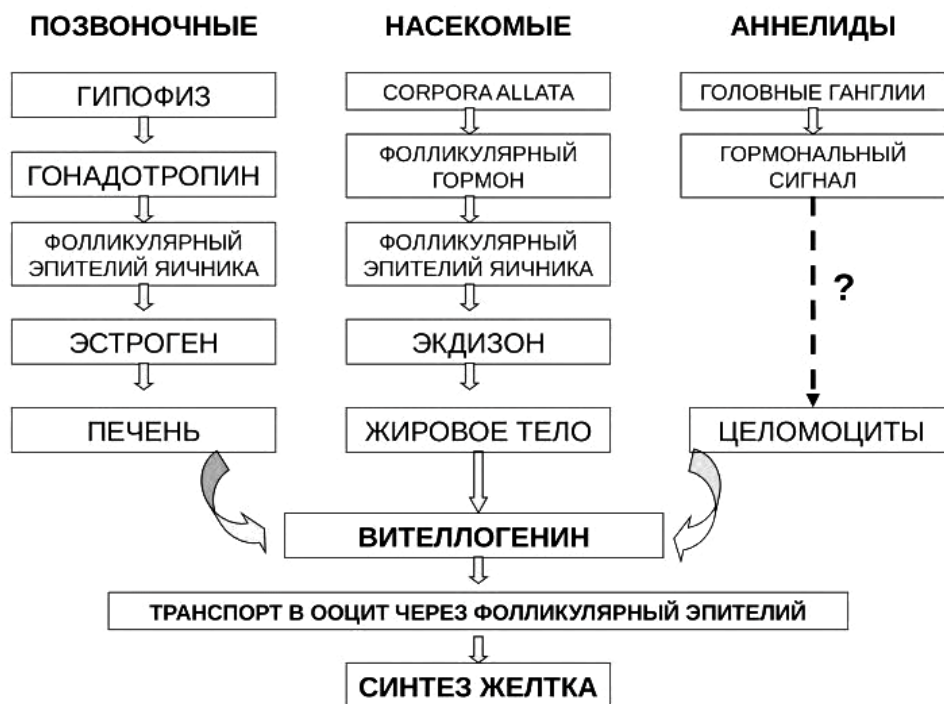 ПОЗВОНОЧНЫЕ
НАСЕКОМЫЕ
АННЕЛИДЫ
ГИПОФИЗ
CORPORA ALLATA
ГОЛОВНЫЕ ГАНГЛИИ
ГОНАДОТРОПИН
ФОЛЛИКУЛЯРНЫЙ
ГОРМОН
ГОРМОНАЛЬНЫЙ
СИГНАЛ
ФОЛЛИКУЛЯРНЫЙ
ЭПИТЕЛИЙ ЯИЧНИКА
ФОЛЛИКУЛЯРНЫЙ
ЭПИТЕЛИЙ ЯИЧНИКА
?
ЭСТРОГЕН
ЭКДИЗОН
ПЕЧЕНЬ
ЖИРОВОЕ ТЕЛО
ЦЕЛОМОЦИТЫ
ВИТЕЛЛОГЕНИН
ТРАНСПОРТ В ООЦИТ ЧЕРЕЗ ФОЛЛИКУЛЯРНЫЙ ЭПИТЕЛИЙ
СИНТЕЗ ЖЕЛТКА